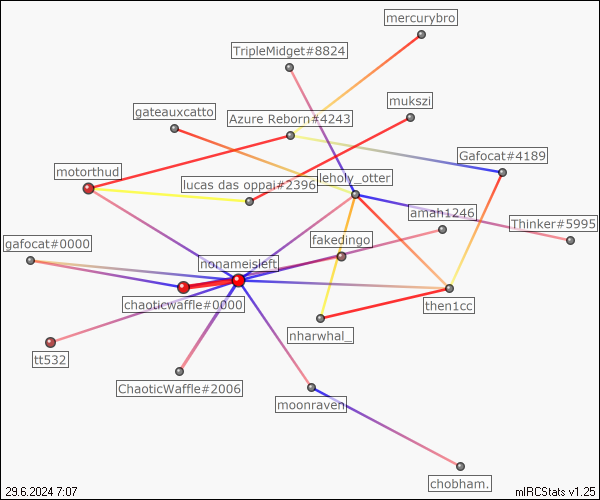 mercurybro
TripleMidget#8824
mukszi
gateauxcatto
Azure Reborn#4243
Gafocat#4189
motorthud
lucas das oppai#2396
leholy_otter
amah1246
Thinker#5995
gafocat#0000
fakedingo
nonameisleft
chaoticwaffle#0000
then1cc
nharwhal_
tt532
ChaoticWaffle#2006
moonraven
chobham.
29.6.2024 7:07
mIRCStats v1.25